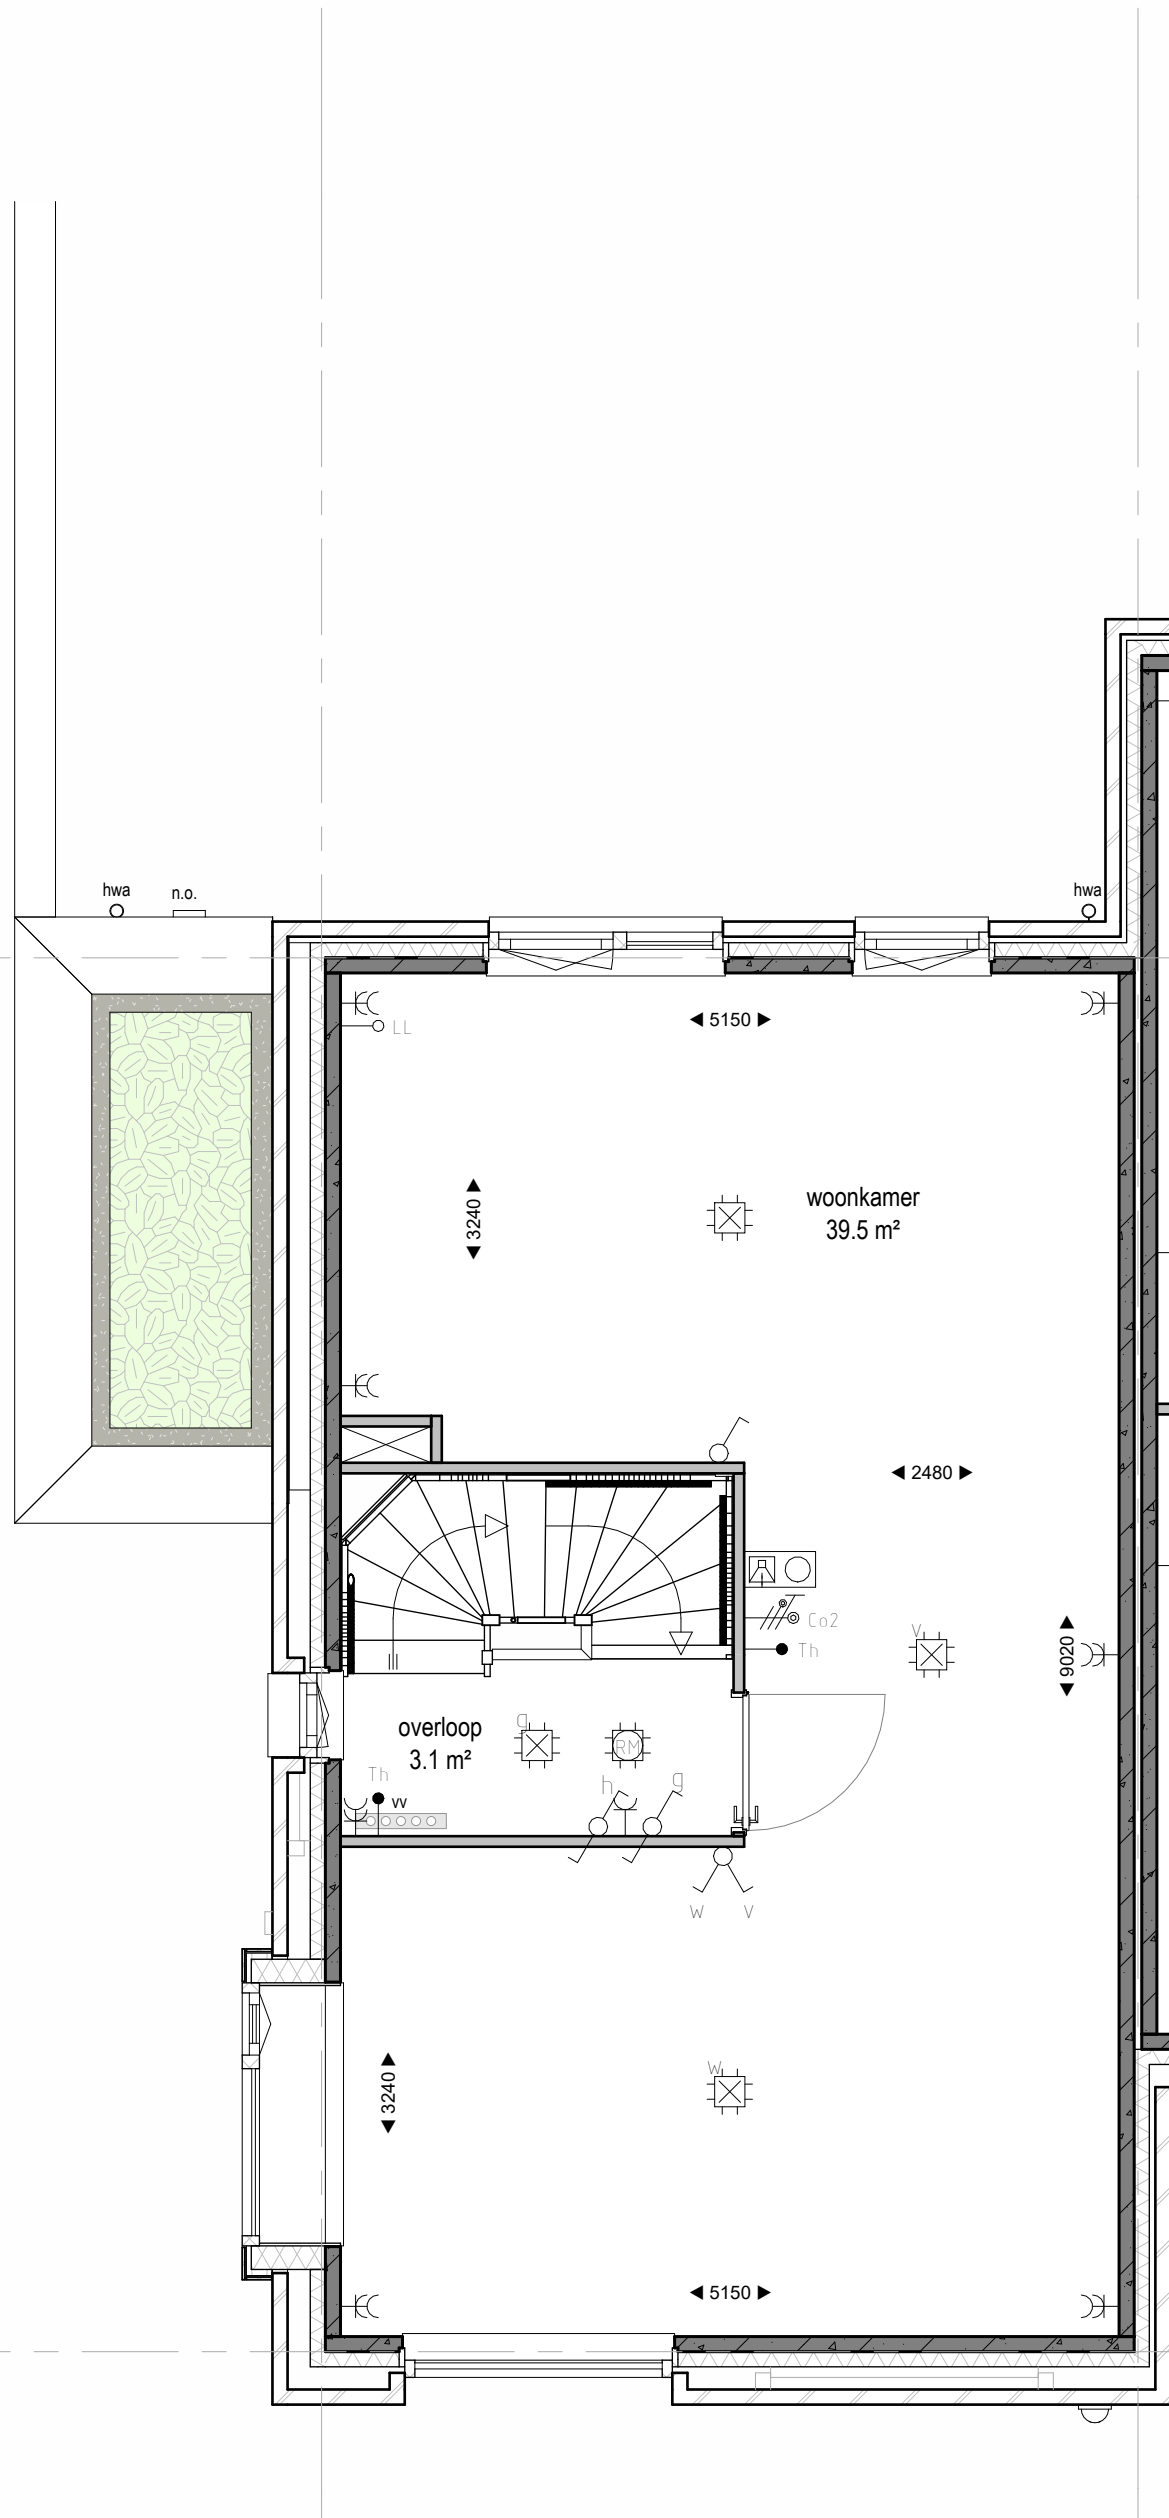 hwa
n.o.
hwa
LL
◄ 5150 ►
◄ 3240 ►
woonkamer
39.5 m²
◄ 2480 ►
Co2
Th
V
◄ 9020 ►
overloop
3.1 m²
g
RM
Th
vv
h
g
W
V
◄ 3240 ►
W
◄ 5150 ►